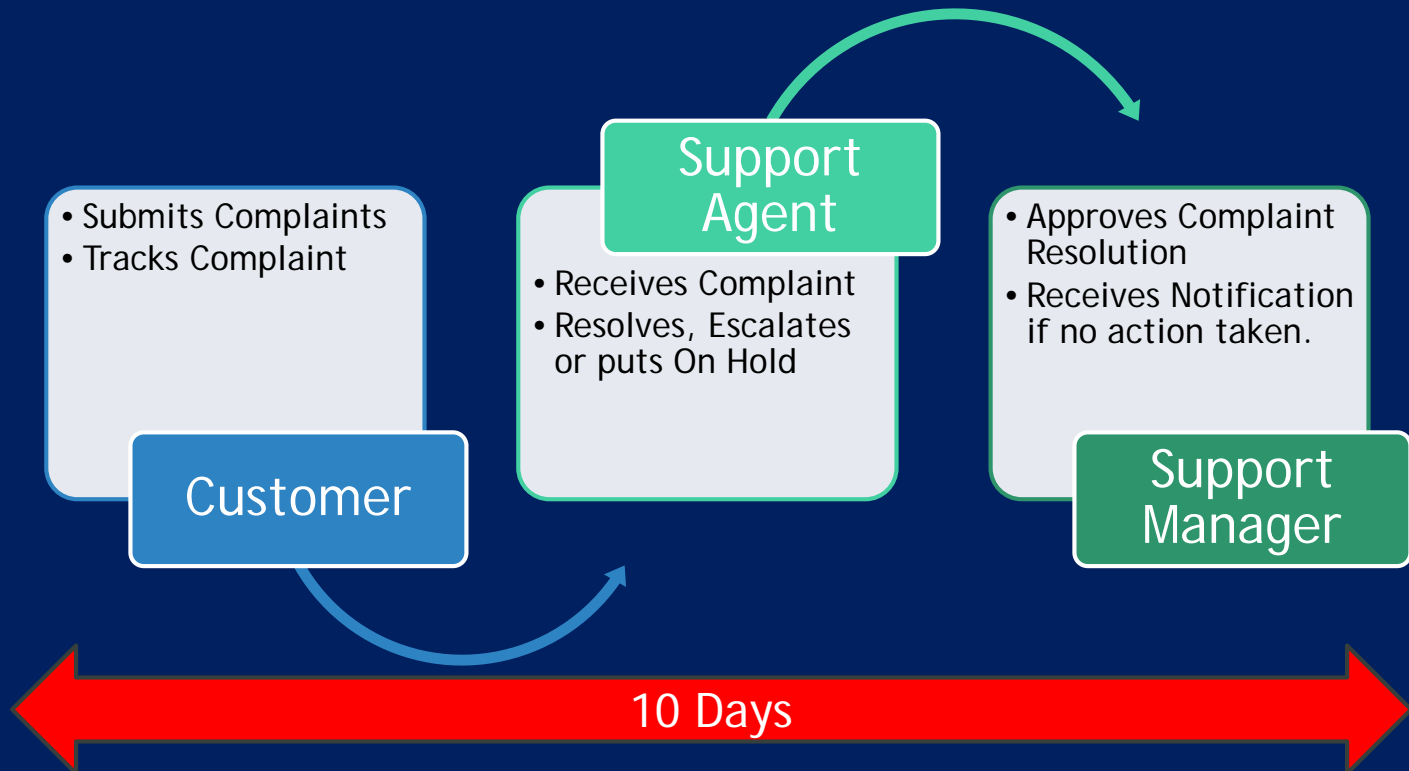 • Submits Complaints
• Tracks Complaint
Customer
Support
Agent
• Receives Complaint
• Resolves, Escalates
or puts On Hold
• Approves Complaint
Resolution
• Receives Notification
if no action taken.
Support
Manager
10 Days